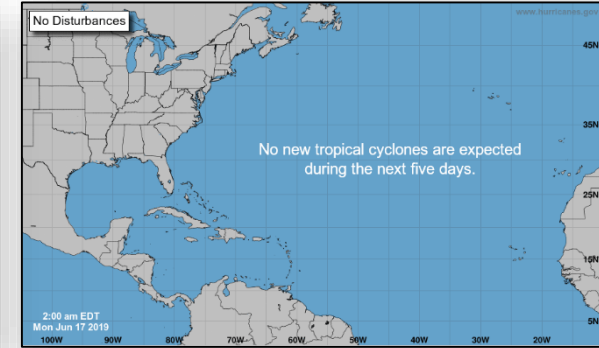 No Disturbances
www.hurricanes.gov
45N
35N
No new tropical cyclones are expected
during the next five days.
25N
15N
2:00 am EDT
Mon Jun 17 2019
5N
100W 90W 80W 70W 60W 50W 40W 30W 20W